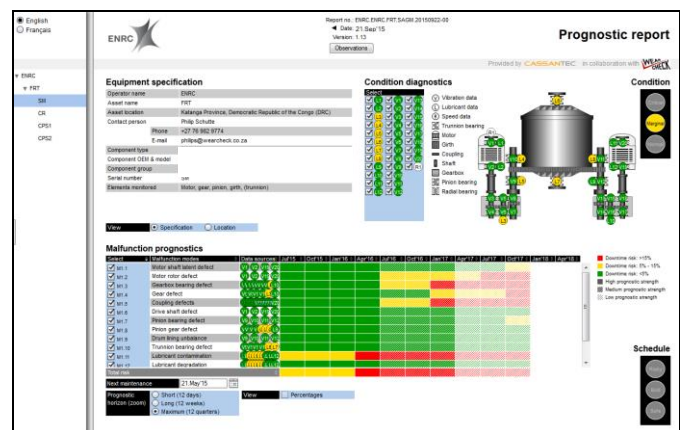 English
Français
ENRC
Report no. ENRC.ENRC.FRT.SAGM.20150922-00
Date: 21.Sep'15
Version: 1.13
Observations
Prognostic report
Provided by CASSANTEC in collaboration with WEAR CHECK
ENRC
FRT
CR
CPS1
CPS2
Equipment specification
Operator name ENRC
Asset name FRT
Asset location Katanga Province, Democratic Republic of the Congo (DRC)
Contact person Philip Schutte
Phone +27 76 982 9774
E-mail philips@wearcheck.co.za
Component type
Component OEM & model
Component group
Serial number
Elements monitored Motor, gear, pinion, girth, (trunnion)
View Specification Location
Condition diagnostics
Select
Vibration data
Lubricant data
Speed data
Trunnion bearing
Motor
Girth
Coupling
Shaft
Gearbox
Pinion bearing
Radial bearing
Condition
Marginal
Malfunction prognostics
Select Malfunction modes Data sources Jul'15 Oct'15 Jan'16 Apr'16 Jul'16 Oct'16 Jan'17 Apr'17 Jul'17 Oct'17 Jan'18 Apr'18
M1.1 Motor shaft latent defect
M1.2 Motor rotor defect
M1.3 Gearbox bearing defect
M1.4 Gear defect
M1.5 Coupling defects
M1.6 Drive shaft defect
M1.7 Pinion bearing defect
M1.8 Pinion gear defect
M1.9 Drum lining unbalance
M1.10 Trunnion bearing defect
M1.11 Lubricant contamination
M1.12 Lubricant degradation
Total risk
Downtime risk: >15%
Downtime risk: 5% - 15%
Downtime risk: <5%
High prognostic strength
Medium prognostic strength
Low prognostic strength
Next maintenance 21.May'15
Prognostic horizon (zoom)
Short (12 days)
Long (12 weeks)
Maximum (12 quarters)
View Percentages
Schedule